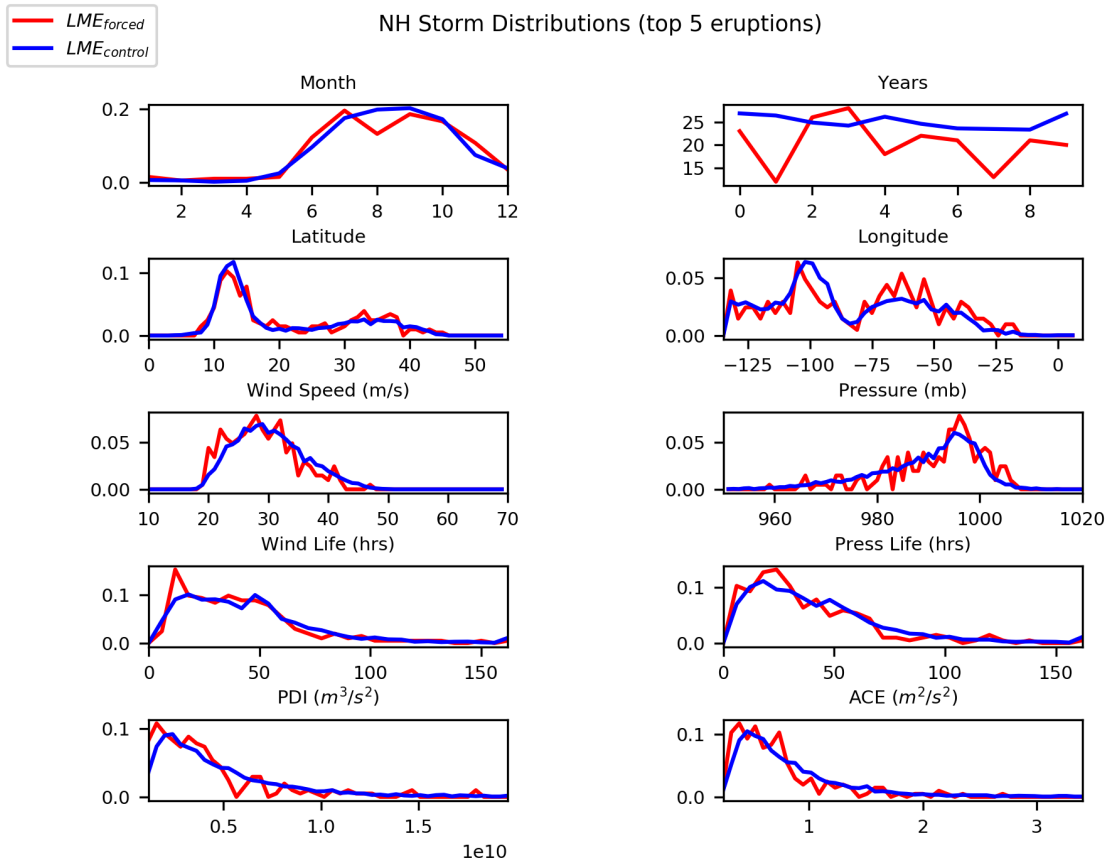 LME_forced
LME_control
NH Storm Distributions (top 5 eruptions)
Month
Years
0.2
0.0
2 4 6 8 10 12
25
20
15
0 2 4 6 8
Latitude
Longitude
0.1
0.0
0 10 20 30 40 50
0.05
0.00
−125 −100 −75 −50 −25 0
Wind Speed (m/s)
Pressure (mb)
0.05
0.00
10 20 30 40 50 60 70
0.05
0.00
960 980 1000 1020
Wind Life (hrs)
Press Life (hrs)
0.1
0.0
0 50 100 150
0.1
0.0
0 50 100 150
PDI (m³/s²)
ACE (m²/s²)
0.1
0.0
0.5 1.0 1.5
1e10
0.1
0.0
1 2 3